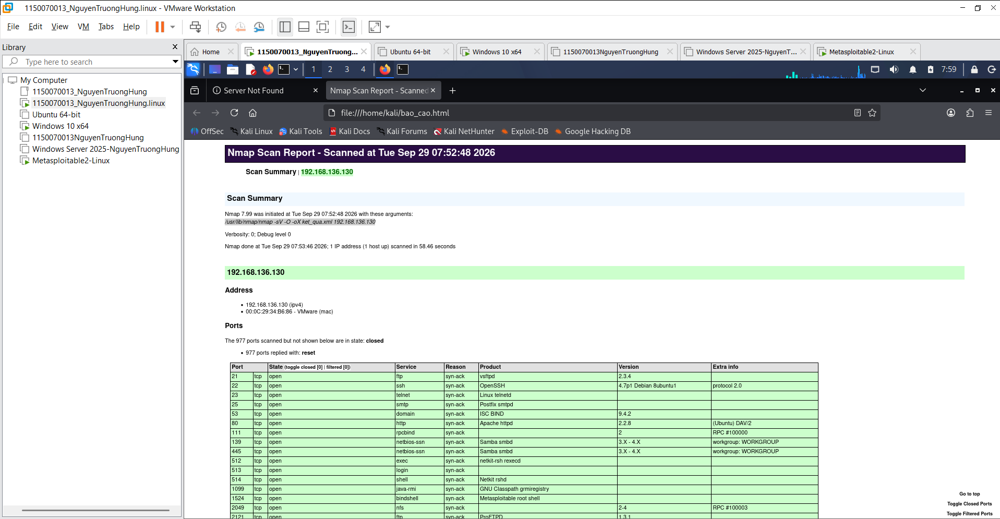 1150070013_NguyenTruongHung.linux - VMware Workstation
File Edit View VM Tabs Help
Library
Type here to search
My Computer
1150070013_NguyenTruongHung
1150070013_NguyenTruongHung.linux
Ubuntu 64-bit
Windows 10 x64
1150070013NguyenTruongHung
Windows Server 2025-NguyenTruongHung
Metasploitable2-Linux
Home 1150070013_NguyenTruong... Ubuntu 64-bit Windows 10 x64 1150070013NguyenTruongHung Windows Server 2025-NguyenT... Metasploitable2-Linux
1 2 3 4 7:59
Server Not Found Nmap Scan Report - Scanned
file:///home/kali/bao_cao.html
OffSec Kali Linux Kali Tools Kali Docs Kali Forums Kali NetHunter Exploit-DB Google Hacking DB
Nmap Scan Report - Scanned at Tue Sep 29 07:52:48 2026
Scan Summary | 192.168.136.130
Scan Summary
Nmap 7.99 was initiated at Tue Sep 29 07:52:48 2026 with these arguments:
/usr/lib/nmap/nmap -sV -O -oX ket_qua.xml 192.168.136.130
Verbosity: 0; Debug level 0
Nmap done at Tue Sep 29 07:53:46 2026; 1 IP address (1 host up) scanned in 58.46 seconds
192.168.136.130
Address
• 192.168.136.130 (ipv4)
• 00:0C:29:34:B6:86 - VMware (mac)
Ports
The 977 ports scanned but not shown below are in state: closed
• 977 ports replied with: reset
Port State (toggle closed [0] | filtered [0]) Service Reason Product Version Extra info
21 tcp open ftp syn-ack vsftpd 2.3.4
22 tcp open ssh syn-ack OpenSSH 4.7p1 Debian 8ubuntu1 protocol 2.0
23 tcp open telnet syn-ack Linux telnetd
25 tcp open smtp syn-ack Postfix smtpd
53 tcp open domain syn-ack ISC BIND 9.4.2
80 tcp open http syn-ack Apache httpd 2.2.8 (Ubuntu) DAV/2
111 tcp open rpcbind syn-ack 2 RPC #100000
139 tcp open netbios-ssn syn-ack Samba smbd 3.X - 4.X workgroup: WORKGROUP
445 tcp open netbios-ssn syn-ack Samba smbd 3.X - 4.X workgroup: WORKGROUP
512 tcp open exec syn-ack netkit-rsh rexecd
513 tcp open login syn-ack
514 tcp open shell syn-ack Netkit rshd
1099 tcp open java-rmi syn-ack GNU Classpath grmiregistry
1524 tcp open bindshell syn-ack Metasploitable root shell
2049 tcp open nfs syn-ack 2-4 RPC #100003
2121 tcp open ftp syn-ack ProFTPD 1.3.1
Go to top
Toggle Closed Ports
Toggle Filtered Ports